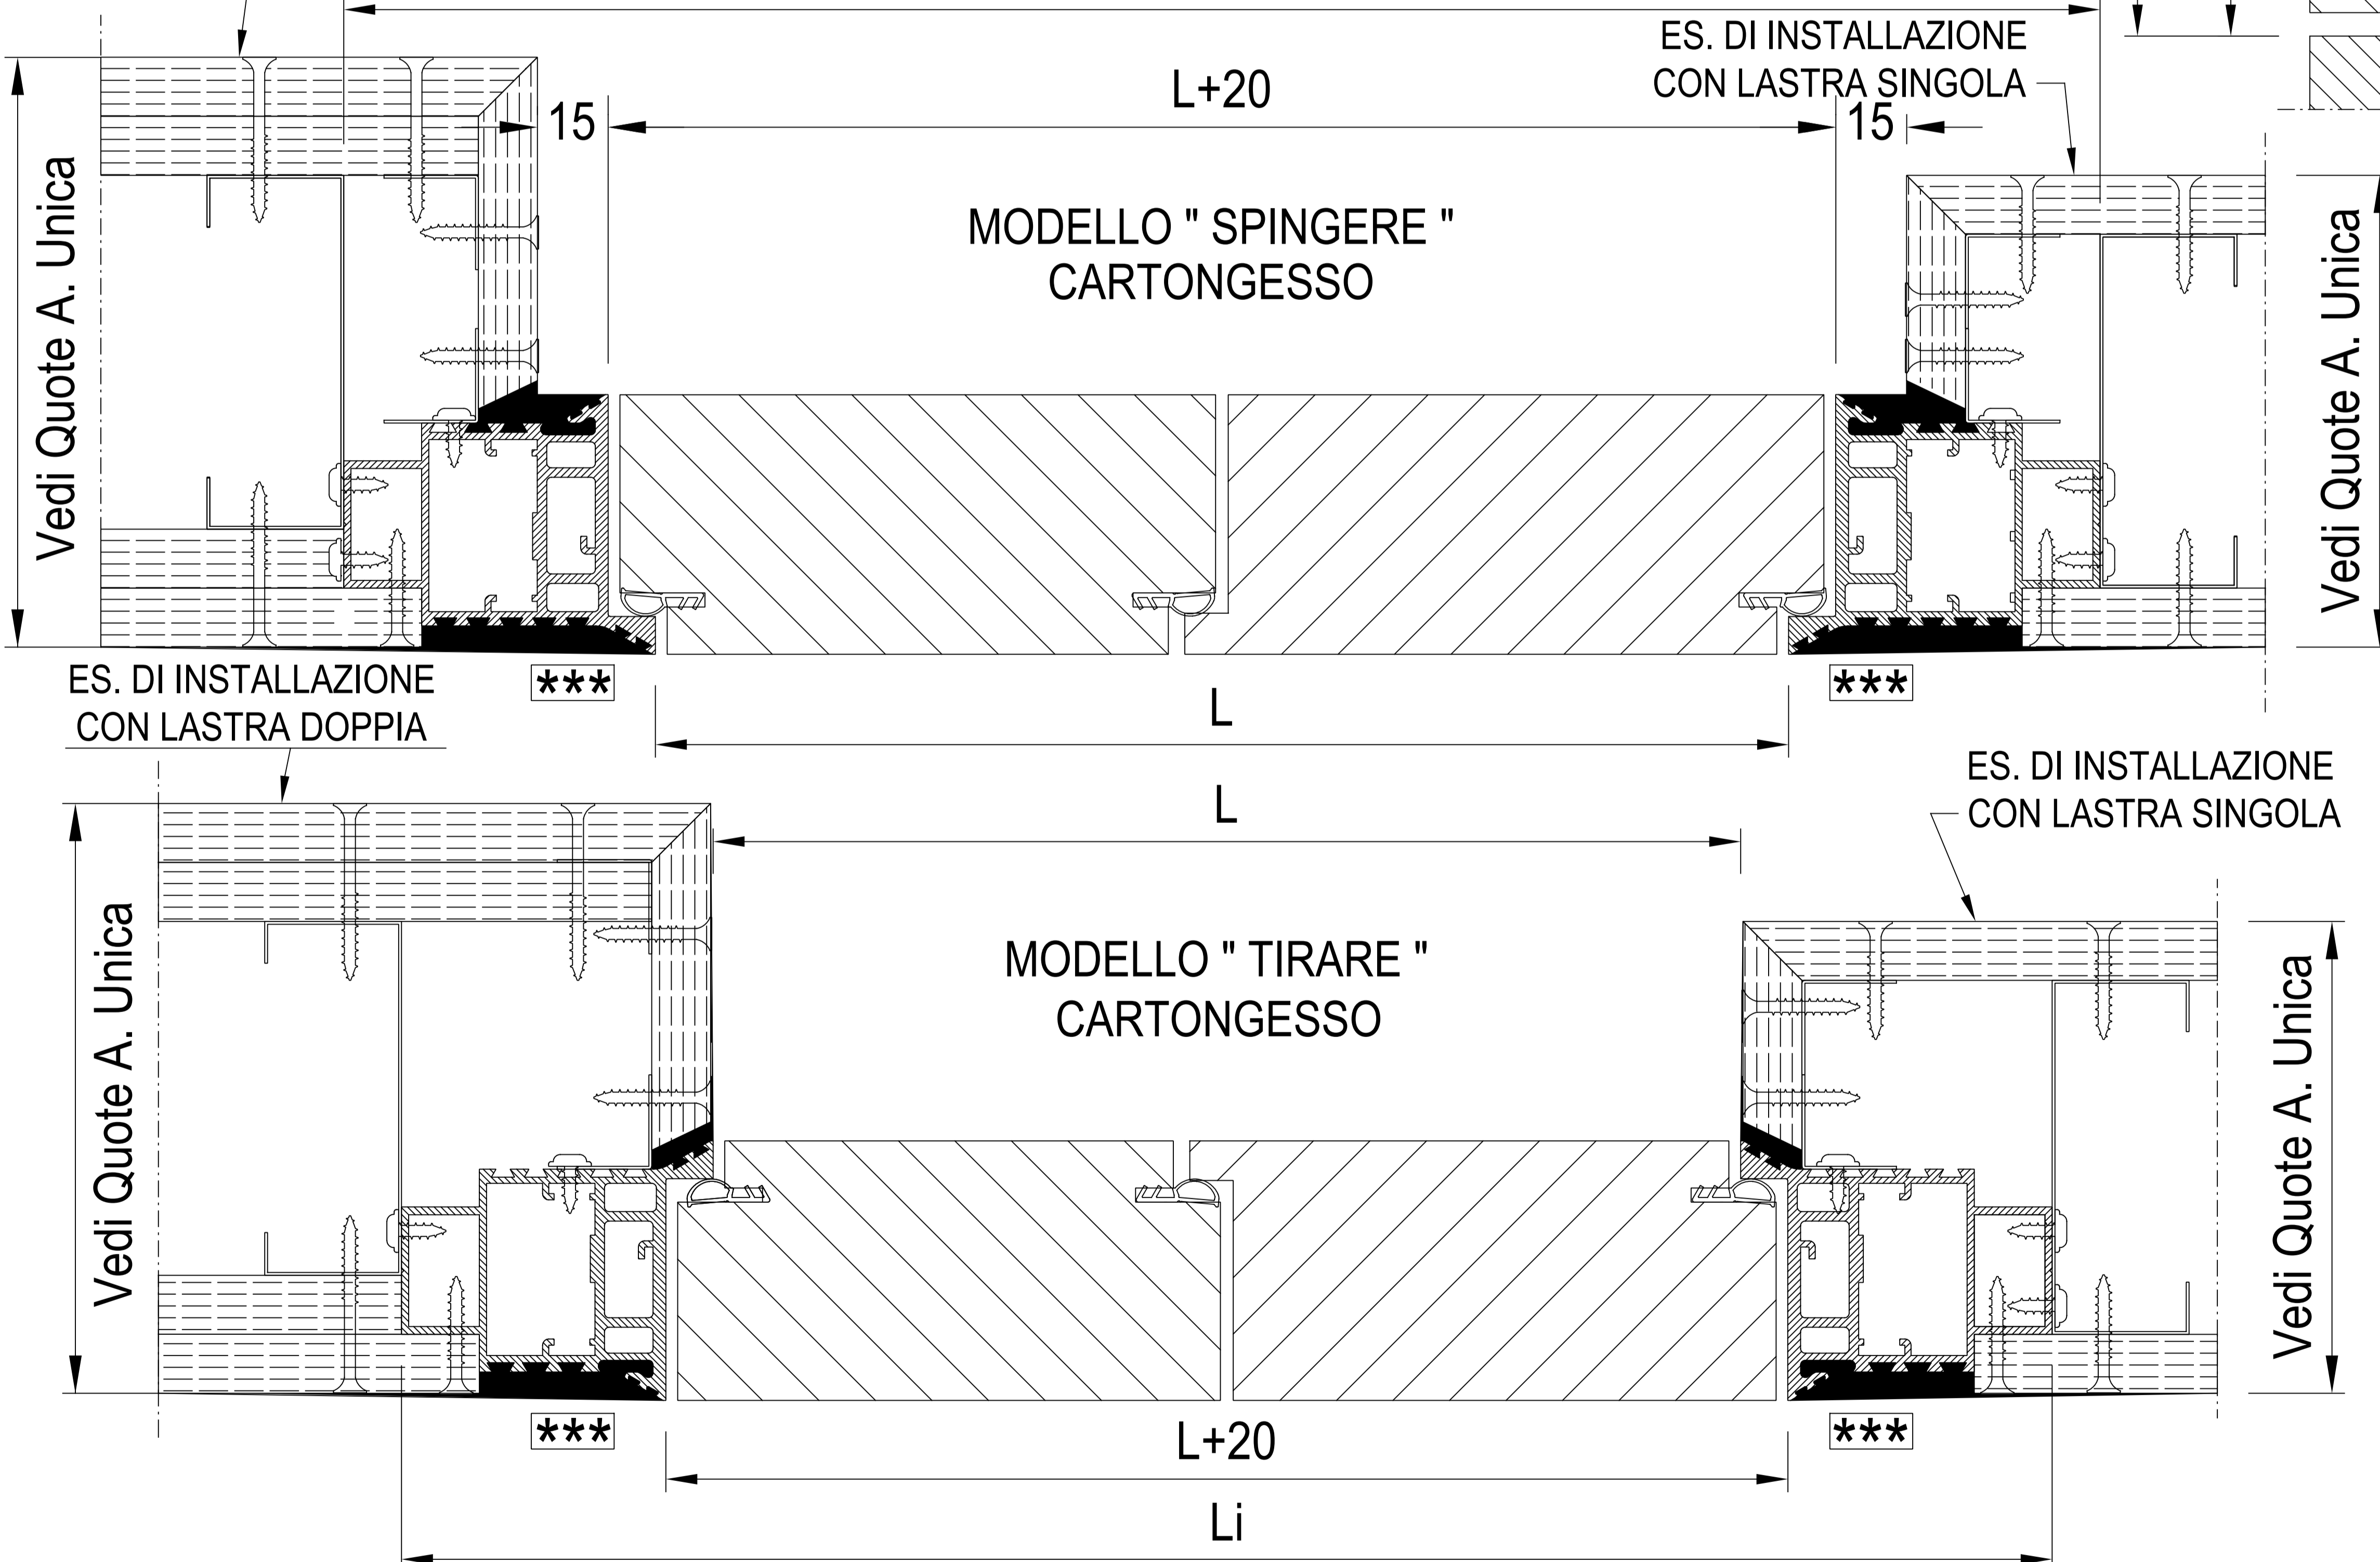 ES. DI INSTALLAZIONE
CON LASTRA SINGOLA
L+20
15
15
Vedi Quote A. Unica
MODELLO " SPINGERE "
CARTONGESSO
Vedi Quote A. Unica
***
***
L
ES. DI INSTALLAZIONE
CON LASTRA DOPPIA
L
ES. DI INSTALLAZIONE
CON LASTRA SINGOLA
Vedi Quote A. Unica
MODELLO " TIRARE "
CARTONGESSO
Vedi Quote A. Unica
***
***
L+20
Li